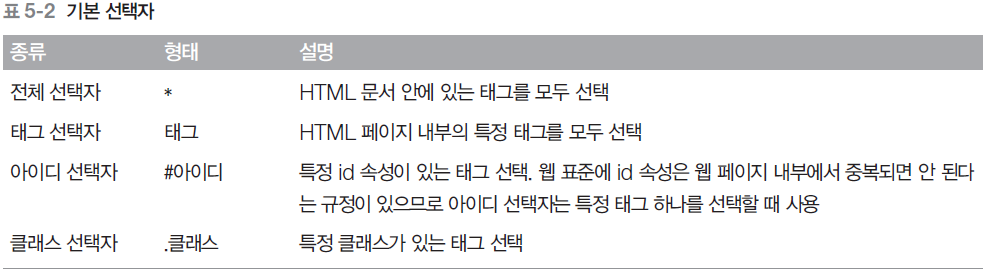 표 5-2 기본 선택자
종류 형태 설명
전체 선택자 * HTML 문서 안에 있는 태그를 모두 선택
태그 선택자 태그 HTML 페이지 내부의 특정 태그를 모두 선택
아이디 선택자 #아이디 특정 id 속성이 있는 태그 선택. 웹 표준에 id 속성은 웹 페이지 내부에서 중복되면 안 된다
는 규정이 있으므로 아이디 선택자는 특정 태그 하나를 선택할 때 사용
클래스 선택자 .클래스 특정 클래스가 있는 태그 선택